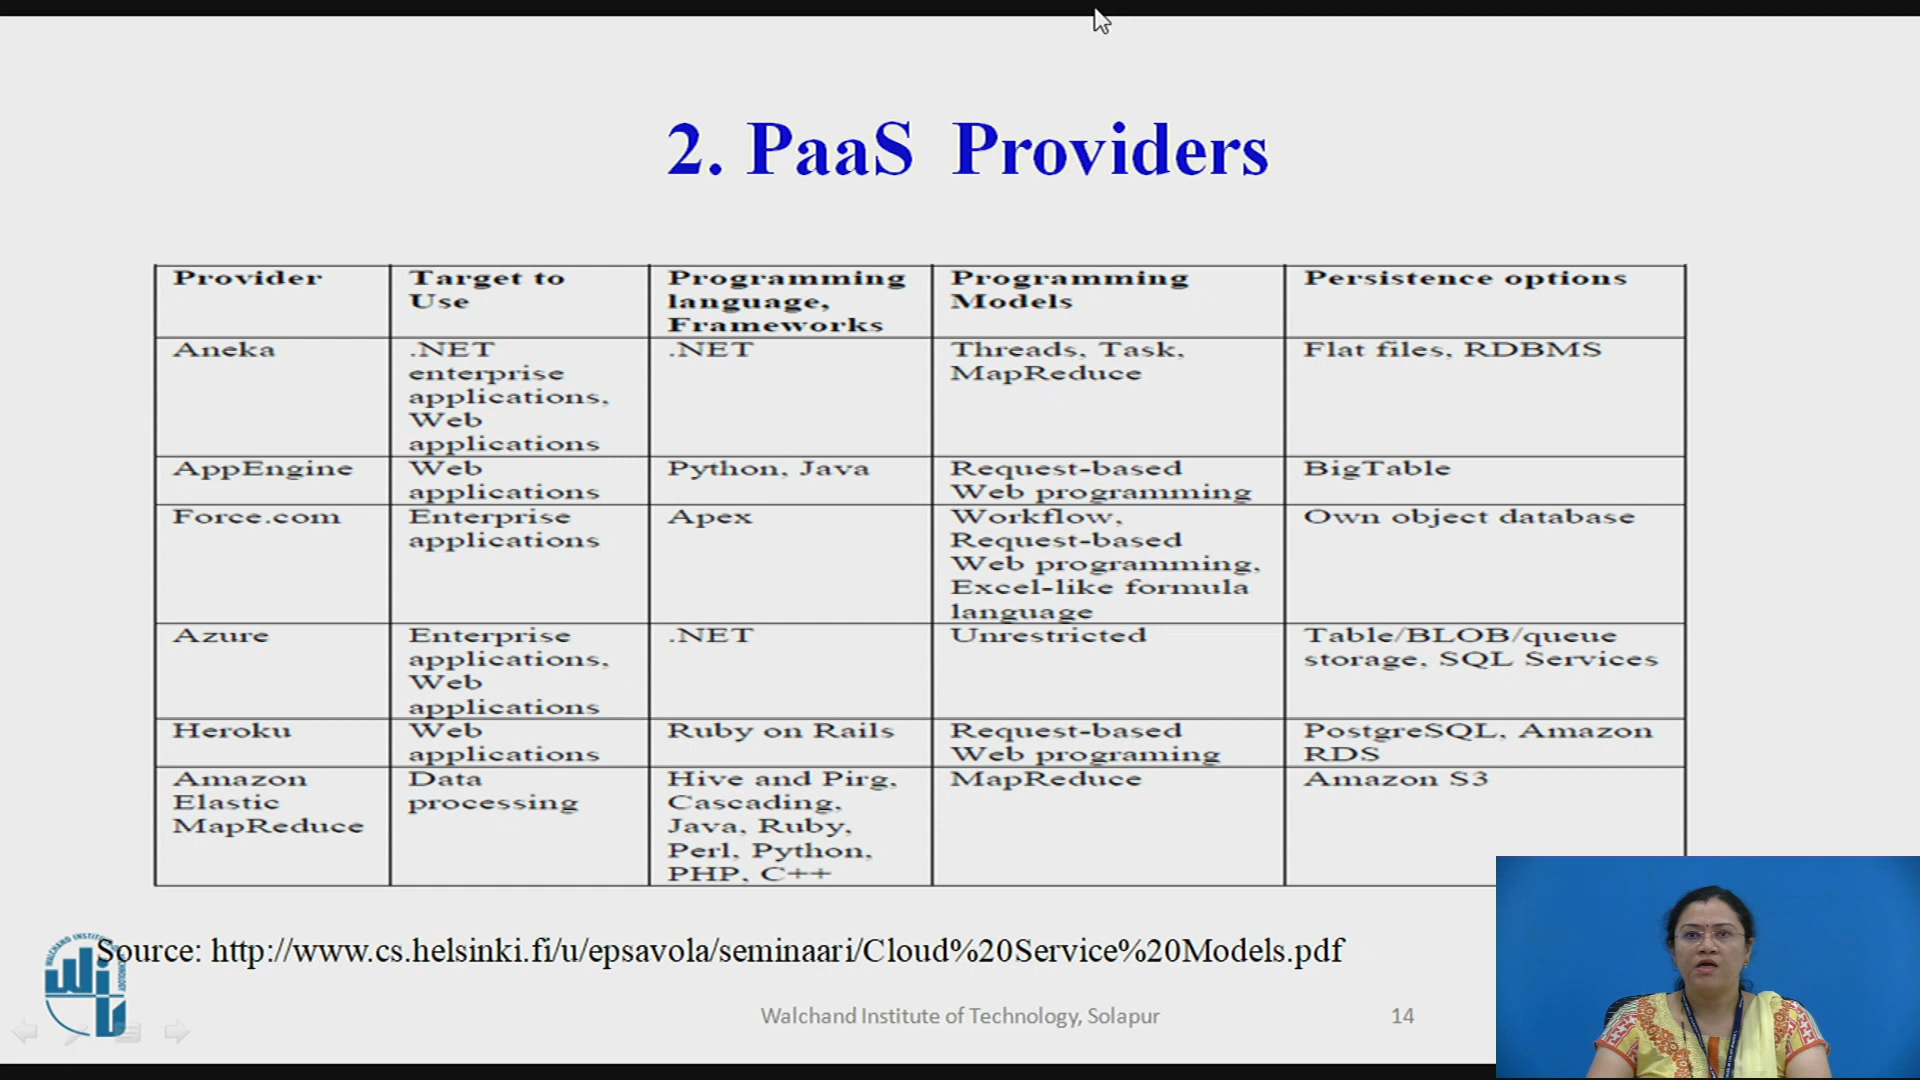 2. PaaS Providers
Provider
Target to
Use
Programming
language,
Frameworks
Programming
Models
Persistence options
Aneka
.NET
enterprise
applications,
Web
applications
.NET
Threads, Task,
MapReduce
Flat files, RDBMS
AppEngine
Web
applications
Python, Java
Request-based
Web programming
BigTable
Force.com
Enterprise
applications
Apex
Workflow,
Request-based
Web programming,
Excel-like formula
language
Own object database
Azure
Enterprise
applications,
Web
applications
.NET
Unrestricted
Table/BLOB/queue
storage, SQL Services
Heroku
Web
applications
Ruby on Rails
Request-based
Web programing
PostgreSQL, Amazon
RDS
Amazon
Elastic
MapReduce
Data
processing
Hive and Pirg,
Cascading,
Java, Ruby,
Perl, Python,
PHP, C++
MapReduce
Amazon S3
Source: http://www.cs.helsinki.fi/u/epsavola/seminaari/Cloud%20Service%20Models.pdf
Walchand Institute of Technology, Solapur
14